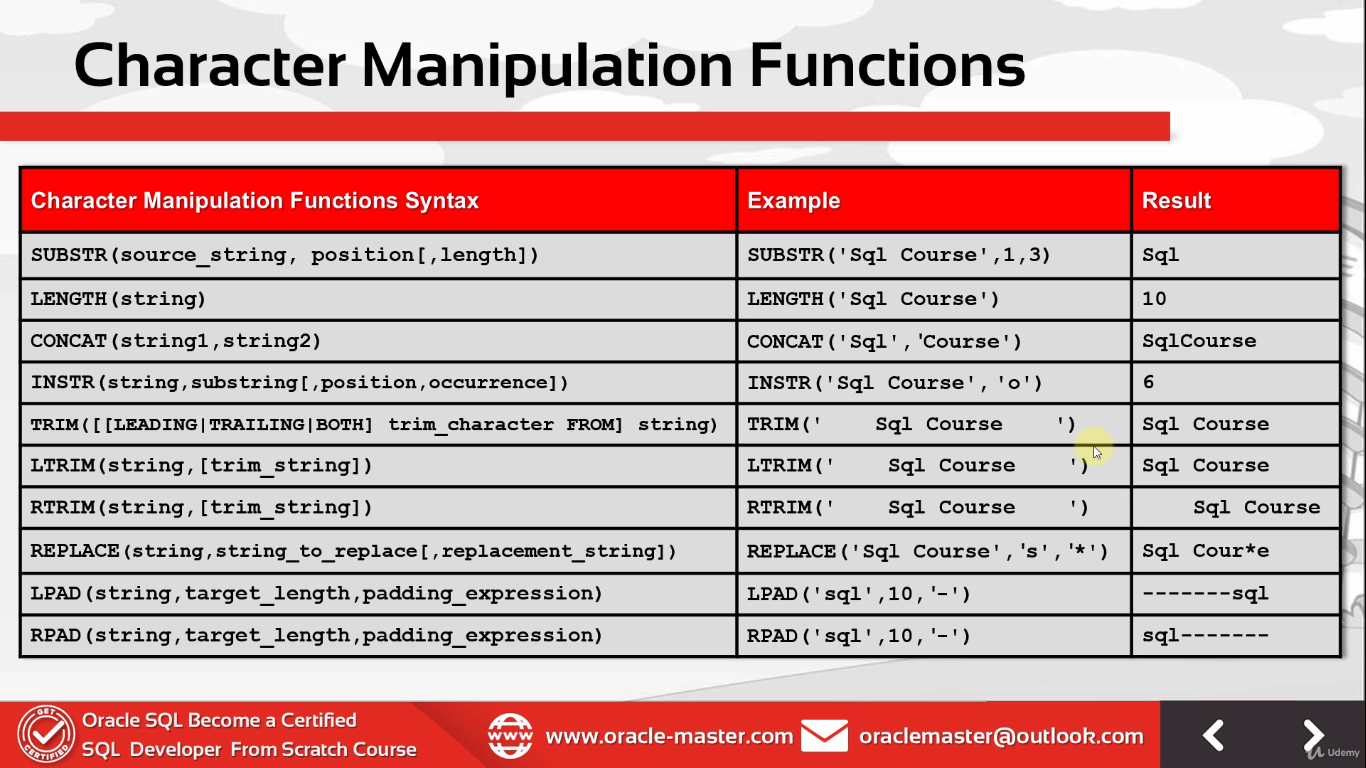 Character Manipulation Functions
Character Manipulation Functions Syntax Example Result
SUBSTR(source_string, position[,length]) SUBSTR('Sql Course',1,3) Sql
LENGTH(string) LENGTH('Sql Course') 10
CONCAT(string1,string2) CONCAT('Sql','Course') SqlCourse
INSTR(string,substring[,position,occurrence]) INSTR('Sql Course','o') 6
TRIM([[LEADING|TRAILING|BOTH] trim_character FROM] string) TRIM('    Sql Course    ') Sql Course
LTRIM(string,[trim_string]) LTRIM('    Sql Course    ') Sql Course
RTRIM(string,[trim_string]) RTRIM('    Sql Course    ')     Sql Course
REPLACE(string,string_to_replace[,replacement_string]) REPLACE('Sql Course','s','*') Sql Cour*e
LPAD(string,target_length,padding_expression) LPAD('sql',10,'-') -------sql
RPAD(string,target_length,padding_expression) RPAD('sql',10,'-') sql-------
GET CERTIFIED
Oracle SQL Become a Certified
SQL Developer From Scratch Course
www
www.oracle-master.com
oraclemaster@outlook.com
Udemy